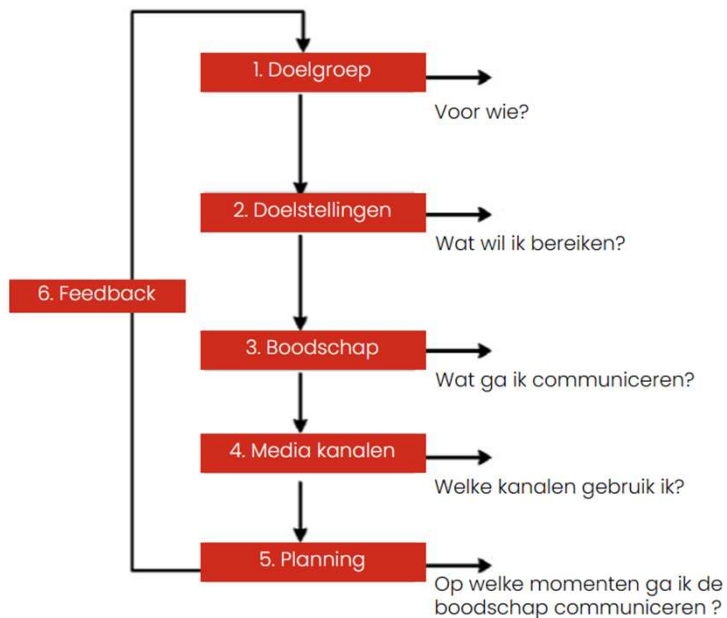 1. Doelgroep
Voor wie?
2. Doelstellingen
Wat wil ik bereiken?
6. Feedback
3. Boodschap
Wat ga ik communiceren?
4. Media kanalen
Welke kanalen gebruik ik?
5. Planning
Op welke momenten ga ik de
boodschap communiceren ?